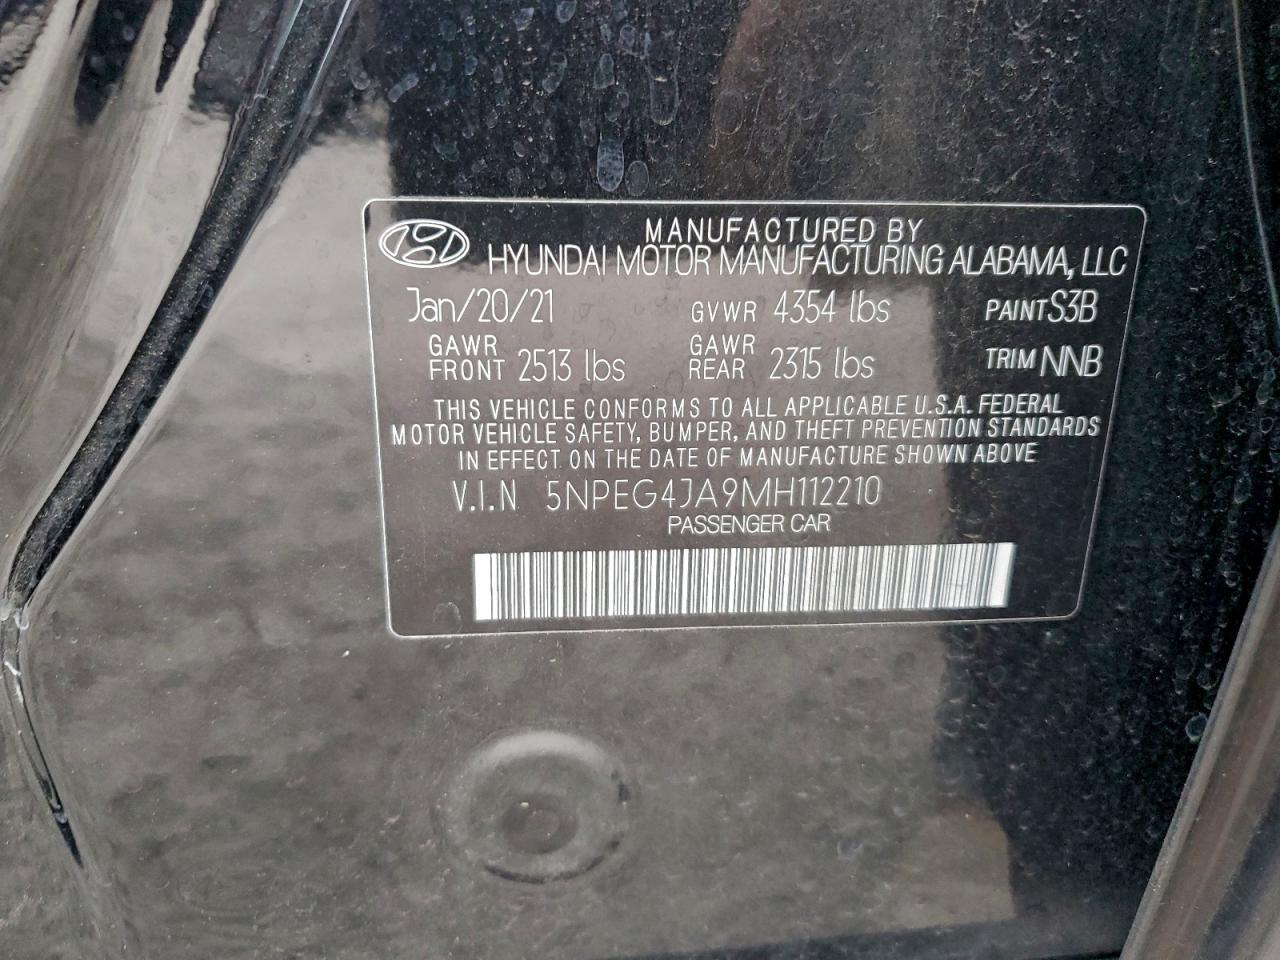 MANUFACTURED BY
HYUNDAI MOTOR MANUFACTURING ALABAMA, LLC
Jan/20/21 GVWR 4354 lbs PAINT S3B
GAWR FRONT 2513 lbs GAWR REAR 2315 lbs TRIM NNB
THIS VEHICLE CONFORMS TO ALL APPLICABLE U.S.A. FEDERAL
MOTOR VEHICLE SAFETY, BUMPER, AND THEFT PREVENTION STANDARDS
IN EFFECT ON THE DATE OF MANUFACTURE SHOWN ABOVE
V.I.N 5NPEG4JA9MH112210
PASSENGER CAR